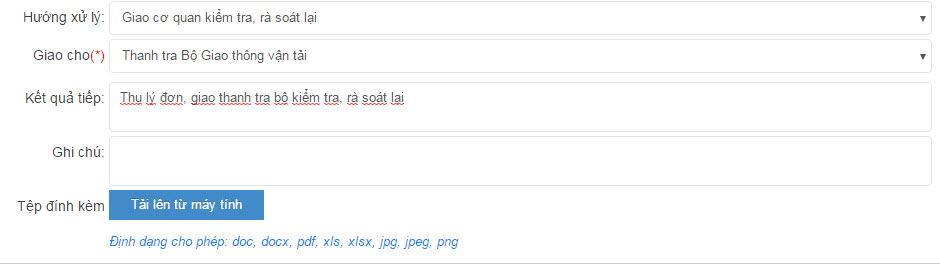 Hướng xử lý: Giao cơ quan kiểm tra, rà soát lại
Giao cho(*) Thanh tra Bộ Giao thông vận tải
Kết quả tiếp: Thụ lý đơn, giao thanh tra bộ kiểm tra, rà soát lại
Ghi chú:
Tệp đính kèm Tải lên từ máy tính
Định dạng cho phép: doc, docx, pdf, xls, xlsx, jpg, jpeg, png